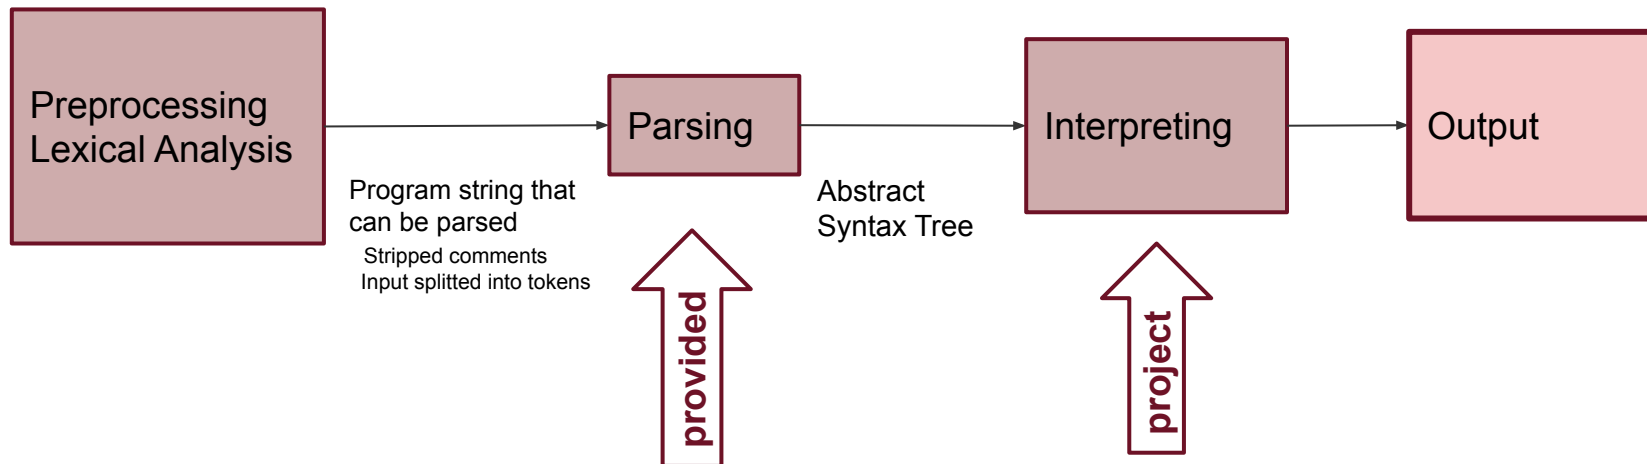 Preprocessing
Lexical Analysis
Program string that
can be parsed
Stripped comments
Input splitted into tokens
Parsing
provided
Abstract
Syntax Tree
Interpreting
project
Output